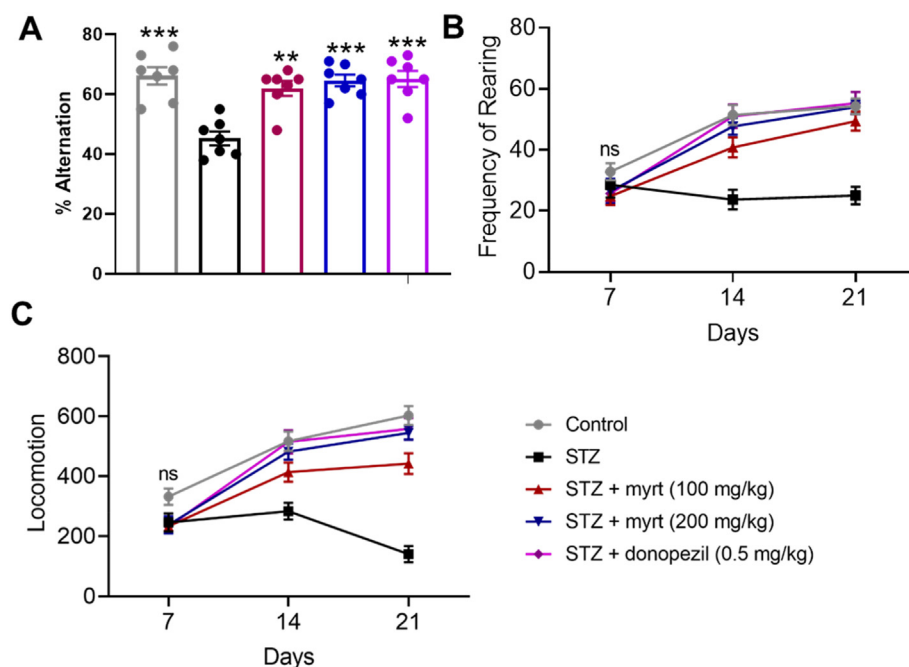 A
% Alternation
80
60
40
20
0
***
**
***
***
B
Frequency of Rearing
80
60
40
20
0
ns
7 14 21
Days
C
Locomotion
800
600
400
200
0
ns
7 14 21
Days
Control
STZ
STZ + myrt (100 mg/kg)
STZ + myrt (200 mg/kg)
STZ + donopezil (0.5 mg/kg)